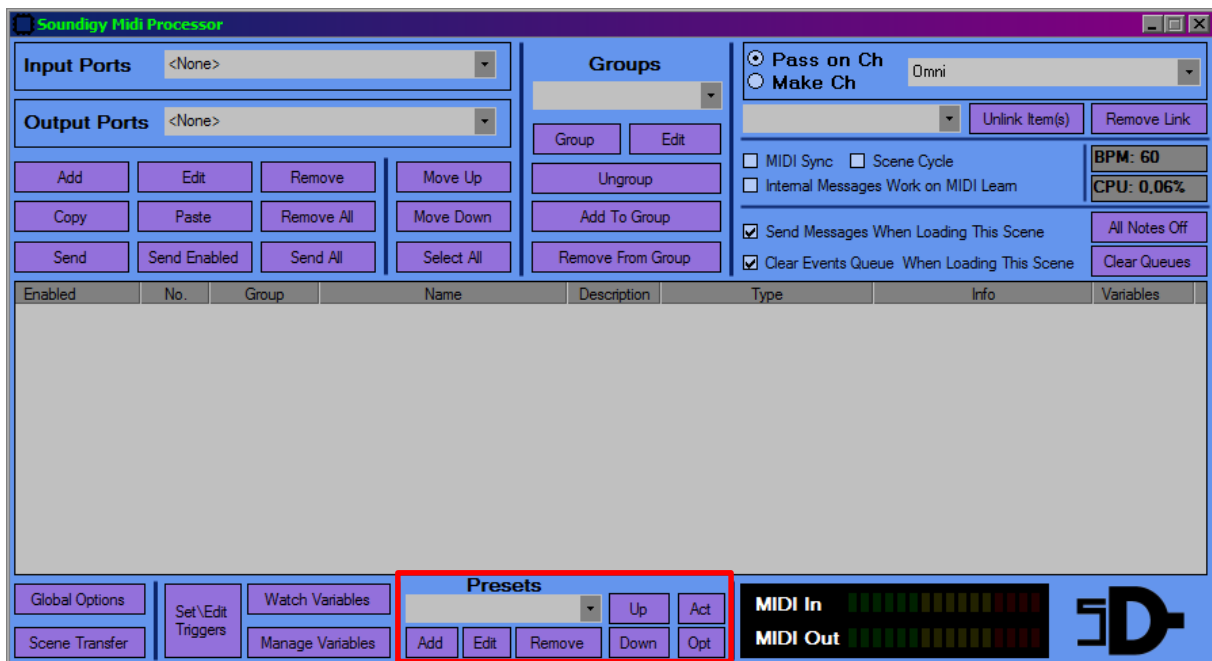 Soundigy Midi Processor
Input Ports <None>
Output Ports <None>
Add Edit Remove Move Up
Copy Paste Remove All Move Down
Send Send Enabled Send All Select All
Groups
Group Edit
Ungroup
Add To Group
Remove From Group
Pass on Ch
Make Ch
Omni
Unlink Item(s) Remove Link
MIDI Sync Scene Cycle
Internal Messages Work on MIDI Learn
BPM: 60
CPU: 0,06%
Send Messages When Loading This Scene
Clear Events Queue When Loading This Scene
All Notes Off
Clear Queues
Enabled No. Group Name Description Type Info Variables
Global Options
Scene Transfer
Set\Edit
Triggers
Watch Variables
Manage Variables
Presets
Up Act
Add Edit Remove Down Opt
MIDI In
MIDI Out